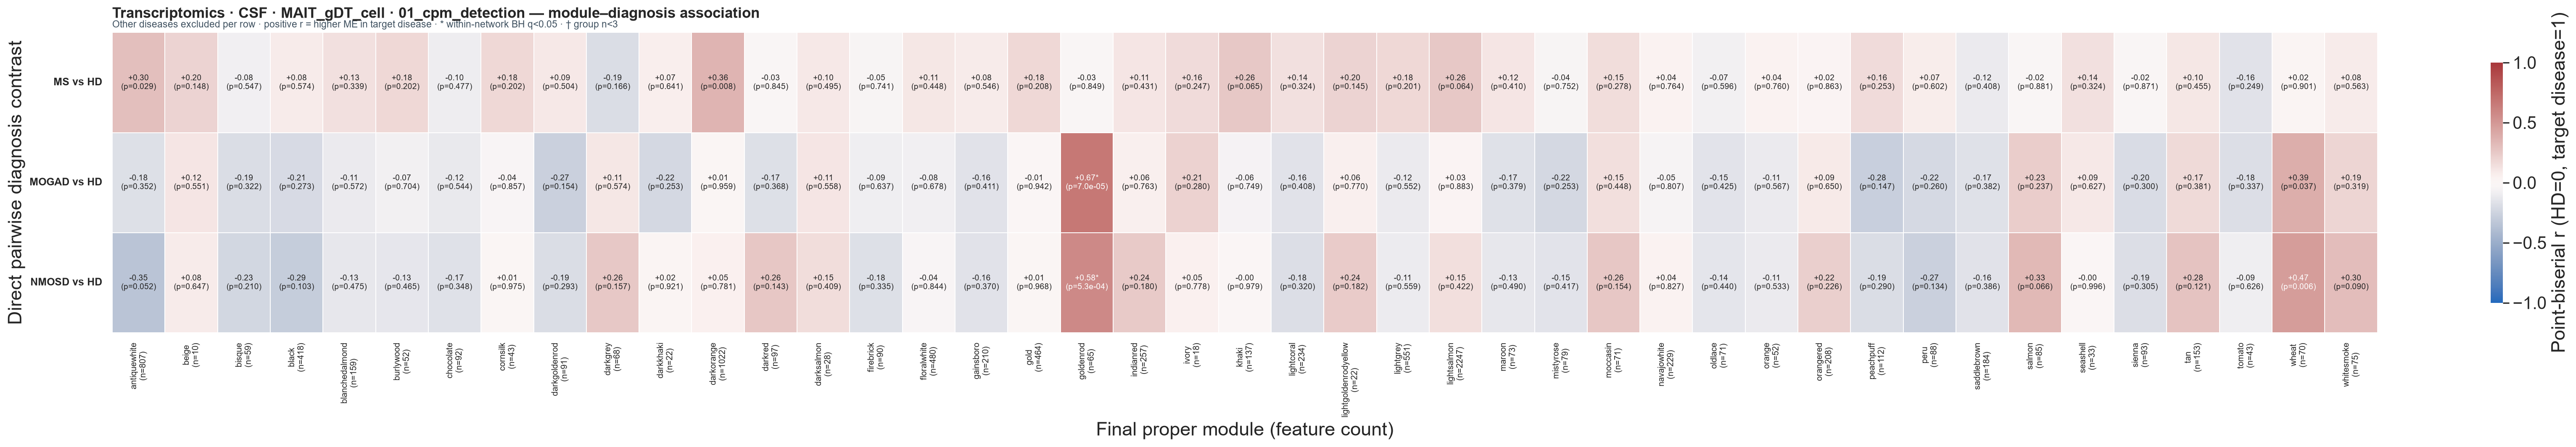 Transcriptomics · CSF · MAIT_gDT_cell · 01_cpm_detection — module–diagnosis association
Other diseases excluded per row · positive r = higher ME in target disease · * within-network BH q<0.05 · † group n<3
Direct pairwise diagnosis contrast
MS vs HD
+0.30 +0.20 -0.08 +0.08 +0.13 +0.18 -0.10 +0.18 +0.09 -0.19 +0.07 +0.36 -0.03 +0.10 -0.05 +0.11 +0.08 +0.18 -0.03 +0.11 +0.16 +0.26 +0.14 +0.20 +0.18 +0.26 +0.12 -0.04 +0.15 +0.04 -0.07 +0.04 +0.02 +0.16 +0.07 -0.12 -0.02 +0.14 -0.02 +0.10 -0.16 +0.02 +0.08
(p=0.029) (p=0.148) (p=0.547) (p=0.574) (p=0.339) (p=0.202) (p=0.477) (p=0.202) (p=0.504) (p=0.166) (p=0.641) (p=0.008) (p=0.845) (p=0.495) (p=0.741) (p=0.448) (p=0.546) (p=0.208) (p=0.849) (p=0.431) (p=0.247) (p=0.065) (p=0.324) (p=0.145) (p=0.201) (p=0.064) (p=0.410) (p=0.752) (p=0.278) (p=0.764) (p=0.596) (p=0.760) (p=0.863) (p=0.253) (p=0.602) (p=0.408) (p=0.881) (p=0.324) (p=0.871) (p=0.455) (p=0.249) (p=0.901) (p=0.563)
MOGAD vs HD
-0.18 +0.12 -0.19 -0.21 -0.11 -0.07 -0.12 -0.04 -0.27 +0.11 -0.22 +0.01 -0.17 +0.11 -0.09 -0.08 -0.16 -0.01 +0.67* +0.06 +0.21 -0.06 -0.16 +0.06 -0.12 +0.03 -0.17 -0.22 +0.15 -0.05 -0.15 -0.11 +0.09 -0.28 -0.22 -0.17 +0.23 +0.09 -0.20 +0.17 -0.18 +0.39 +0.19
(p=0.352) (p=0.551) (p=0.322) (p=0.273) (p=0.572) (p=0.704) (p=0.544) (p=0.857) (p=0.154) (p=0.574) (p=0.253) (p=0.959) (p=0.368) (p=0.558) (p=0.637) (p=0.678) (p=0.411) (p=0.942) (p=7.0e-05) (p=0.763) (p=0.280) (p=0.749) (p=0.408) (p=0.770) (p=0.552) (p=0.883) (p=0.379) (p=0.253) (p=0.448) (p=0.807) (p=0.425) (p=0.567) (p=0.650) (p=0.147) (p=0.260) (p=0.382) (p=0.237) (p=0.627) (p=0.300) (p=0.381) (p=0.337) (p=0.037) (p=0.319)
NMOSD vs HD
-0.35 +0.08 -0.23 -0.29 -0.13 -0.13 -0.17 +0.01 -0.19 +0.26 +0.02 +0.05 +0.26 +0.15 -0.18 -0.04 -0.16 +0.01 +0.58* +0.24 +0.05 -0.00 -0.18 +0.24 -0.11 +0.15 -0.13 -0.15 +0.26 +0.04 -0.14 -0.11 +0.22 -0.19 -0.27 -0.16 +0.33 -0.00 -0.19 +0.28 -0.09 +0.47 +0.30
(p=0.052) (p=0.647) (p=0.210) (p=0.103) (p=0.475) (p=0.465) (p=0.348) (p=0.975) (p=0.293) (p=0.157) (p=0.921) (p=0.781) (p=0.143) (p=0.409) (p=0.335) (p=0.844) (p=0.370) (p=0.968) (p=5.3e-04) (p=0.180) (p=0.778) (p=0.979) (p=0.320) (p=0.182) (p=0.559) (p=0.422) (p=0.490) (p=0.417) (p=0.154) (p=0.827) (p=0.440) (p=0.533) (p=0.226) (p=0.290) (p=0.134) (p=0.386) (p=0.066) (p=0.996) (p=0.305) (p=0.121) (p=0.626) (p=0.006) (p=0.090)
antiquewhite
(n=807)
beige
(n=10)
bisque
(n=59)
black
(n=418)
blanchedalmond
(n=159)
burlywood
(n=52)
chocolate
(n=92)
cornsilk
(n=43)
darkgoldenrod
(n=91)
darkgrey
(n=68)
darkkhaki
(n=22)
darkorange
(n=1022)
darkred
(n=97)
darksalmon
(n=28)
firebrick
(n=90)
floralwhite
(n=480)
gainsboro
(n=210)
gold
(n=464)
goldenrod
(n=65)
indianred
(n=257)
ivory
(n=18)
khaki
(n=137)
lightcoral
(n=234)
lightgoldenrodyellow
(n=22)
lightgrey
(n=551)
lightsalmon
(n=2247)
maroon
(n=73)
mistyrose
(n=79)
moccasin
(n=71)
navajowhite
(n=229)
oldlace
(n=71)
orange
(n=52)
orangered
(n=208)
peachpuff
(n=112)
peru
(n=88)
saddlebrown
(n=184)
salmon
(n=85)
seashell
(n=33)
sienna
(n=93)
tan
(n=153)
tomato
(n=43)
wheat
(n=70)
whitesmoke
(n=75)
Final proper module (feature count)
1.0
0.5
0.0
−0.5
−1.0
Point-biserial r (HD=0, target disease=1)